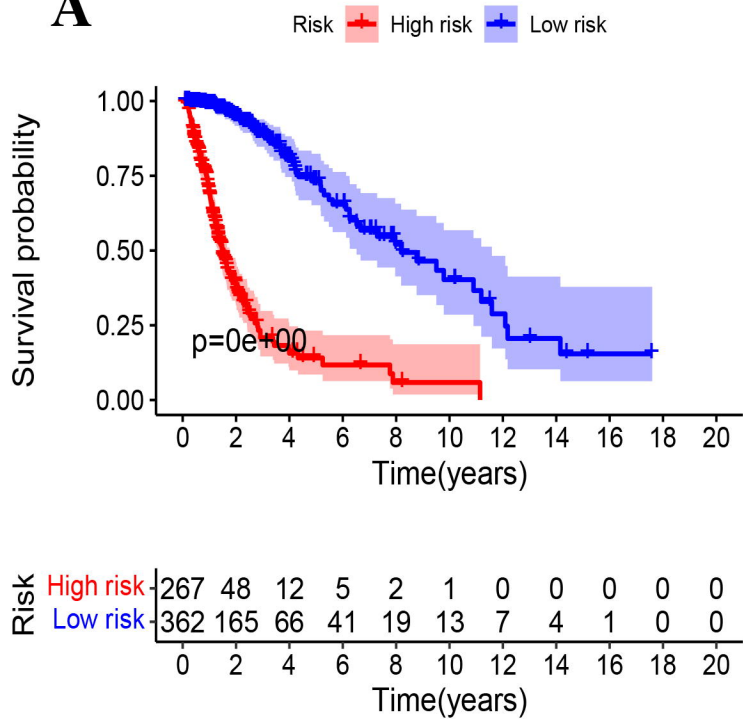 A
Risk High risk Low risk
Survival probability
1.00
0.75
0.50
0.25
0.00
p=0e+00
0 2 4 6 8 10 12 14 16 18 20
Time(years)
Risk
High risk 267 48 12 5 2 1 0 0 0 0 0
Low risk 362 165 66 41 19 13 7 4 1 0 0
0 2 4 6 8 10 12 14 16 18 20
Time(years)